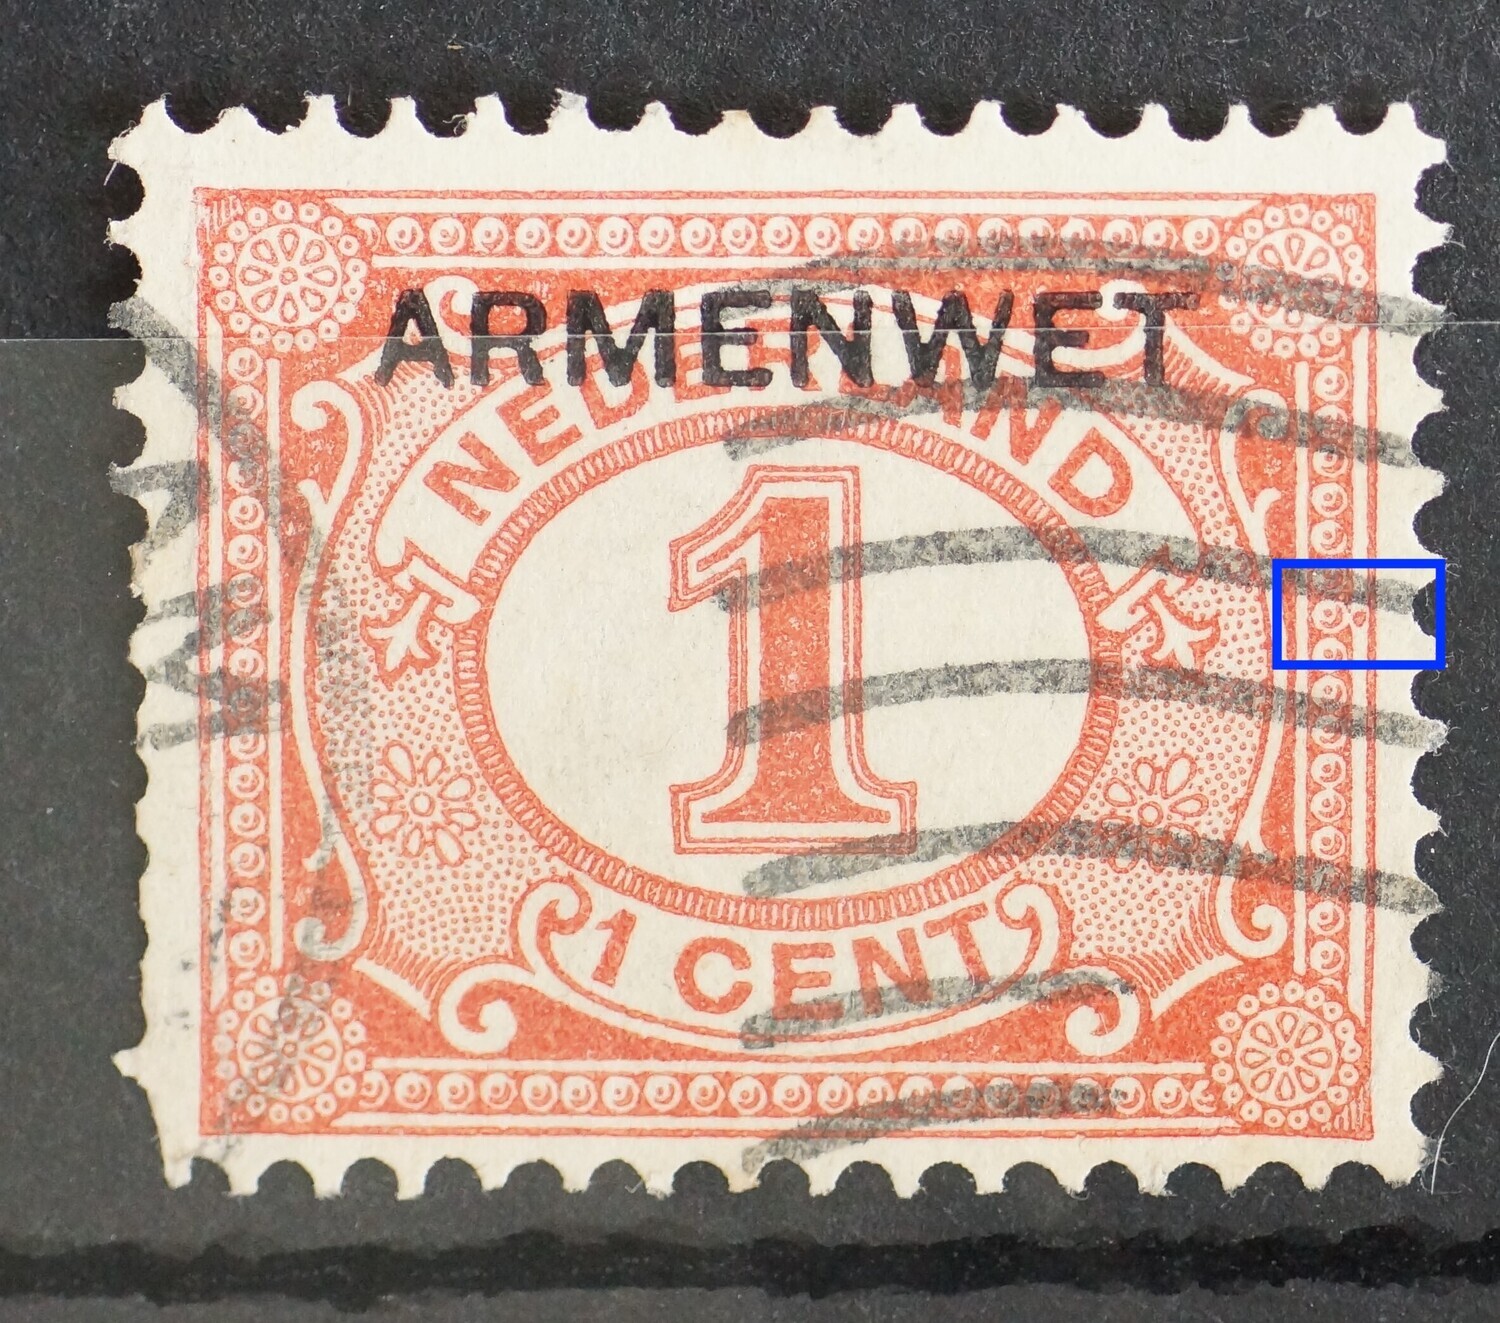 ARMENWET
NEDERLAND
1
1 CENT